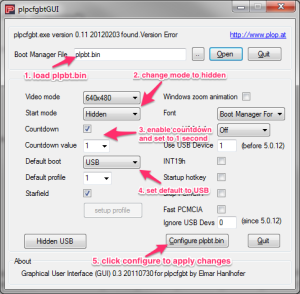 plpcfgbtGUI
plpcfgbt.exe version 0.11 20120203 found.Version Error
http://www.plop.at
Boot Manager File plpbt.bin .. Open Quit
1. load plpbt.bin
2. change mode to hidden
Video mode 640x480 Windows zoom animation
Start mode Hidden Font Boot Manager For
Countdown Off
3. enable countdown
and set to 1 second
Countdown value 1 Use USB Device 1 (before 5.0.12)
Default boot USB INT19h
Default profile 1 Startup hotkey
4. set default to USB
Starfield
setup profile Fast PCMCIA
Ignore USB Devs 0 (since 5.0.12)
Hidden USB Configure plpbt.bin Quit
5. click configure to apply changes
About
Graphical User Interface (GUI) 0.3 20110730 for plpcfgbt by Elmar Hanlhofer